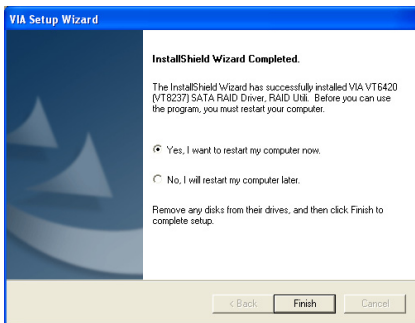 VIA Setup Wizard
InstallShield Wizard Completed.
The InstallShield Wizard has successfully installed VIA VT6420
(VT8237) SATA RAID Driver, RAID Utili. Before you can use
the program, you must restart your computer.
Yes, I want to restart my computer now.
No, I will restart my computer later.
Remove any disks from their drives, and then click Finish to
complete setup.
< Back Finish Cancel